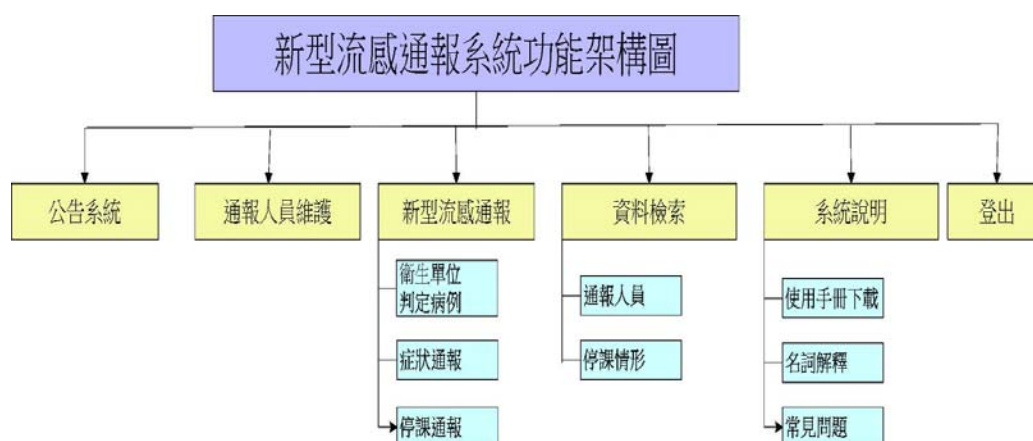 新型流感通報系統功能架構圖
公告系統
通報人員維護
新型流感通報
資料檢索
系統說明
登出
衛生單位
判定病例
症狀通報
停課通報
通報人員
停課情形
使用手冊下載
名詞解釋
常見問題